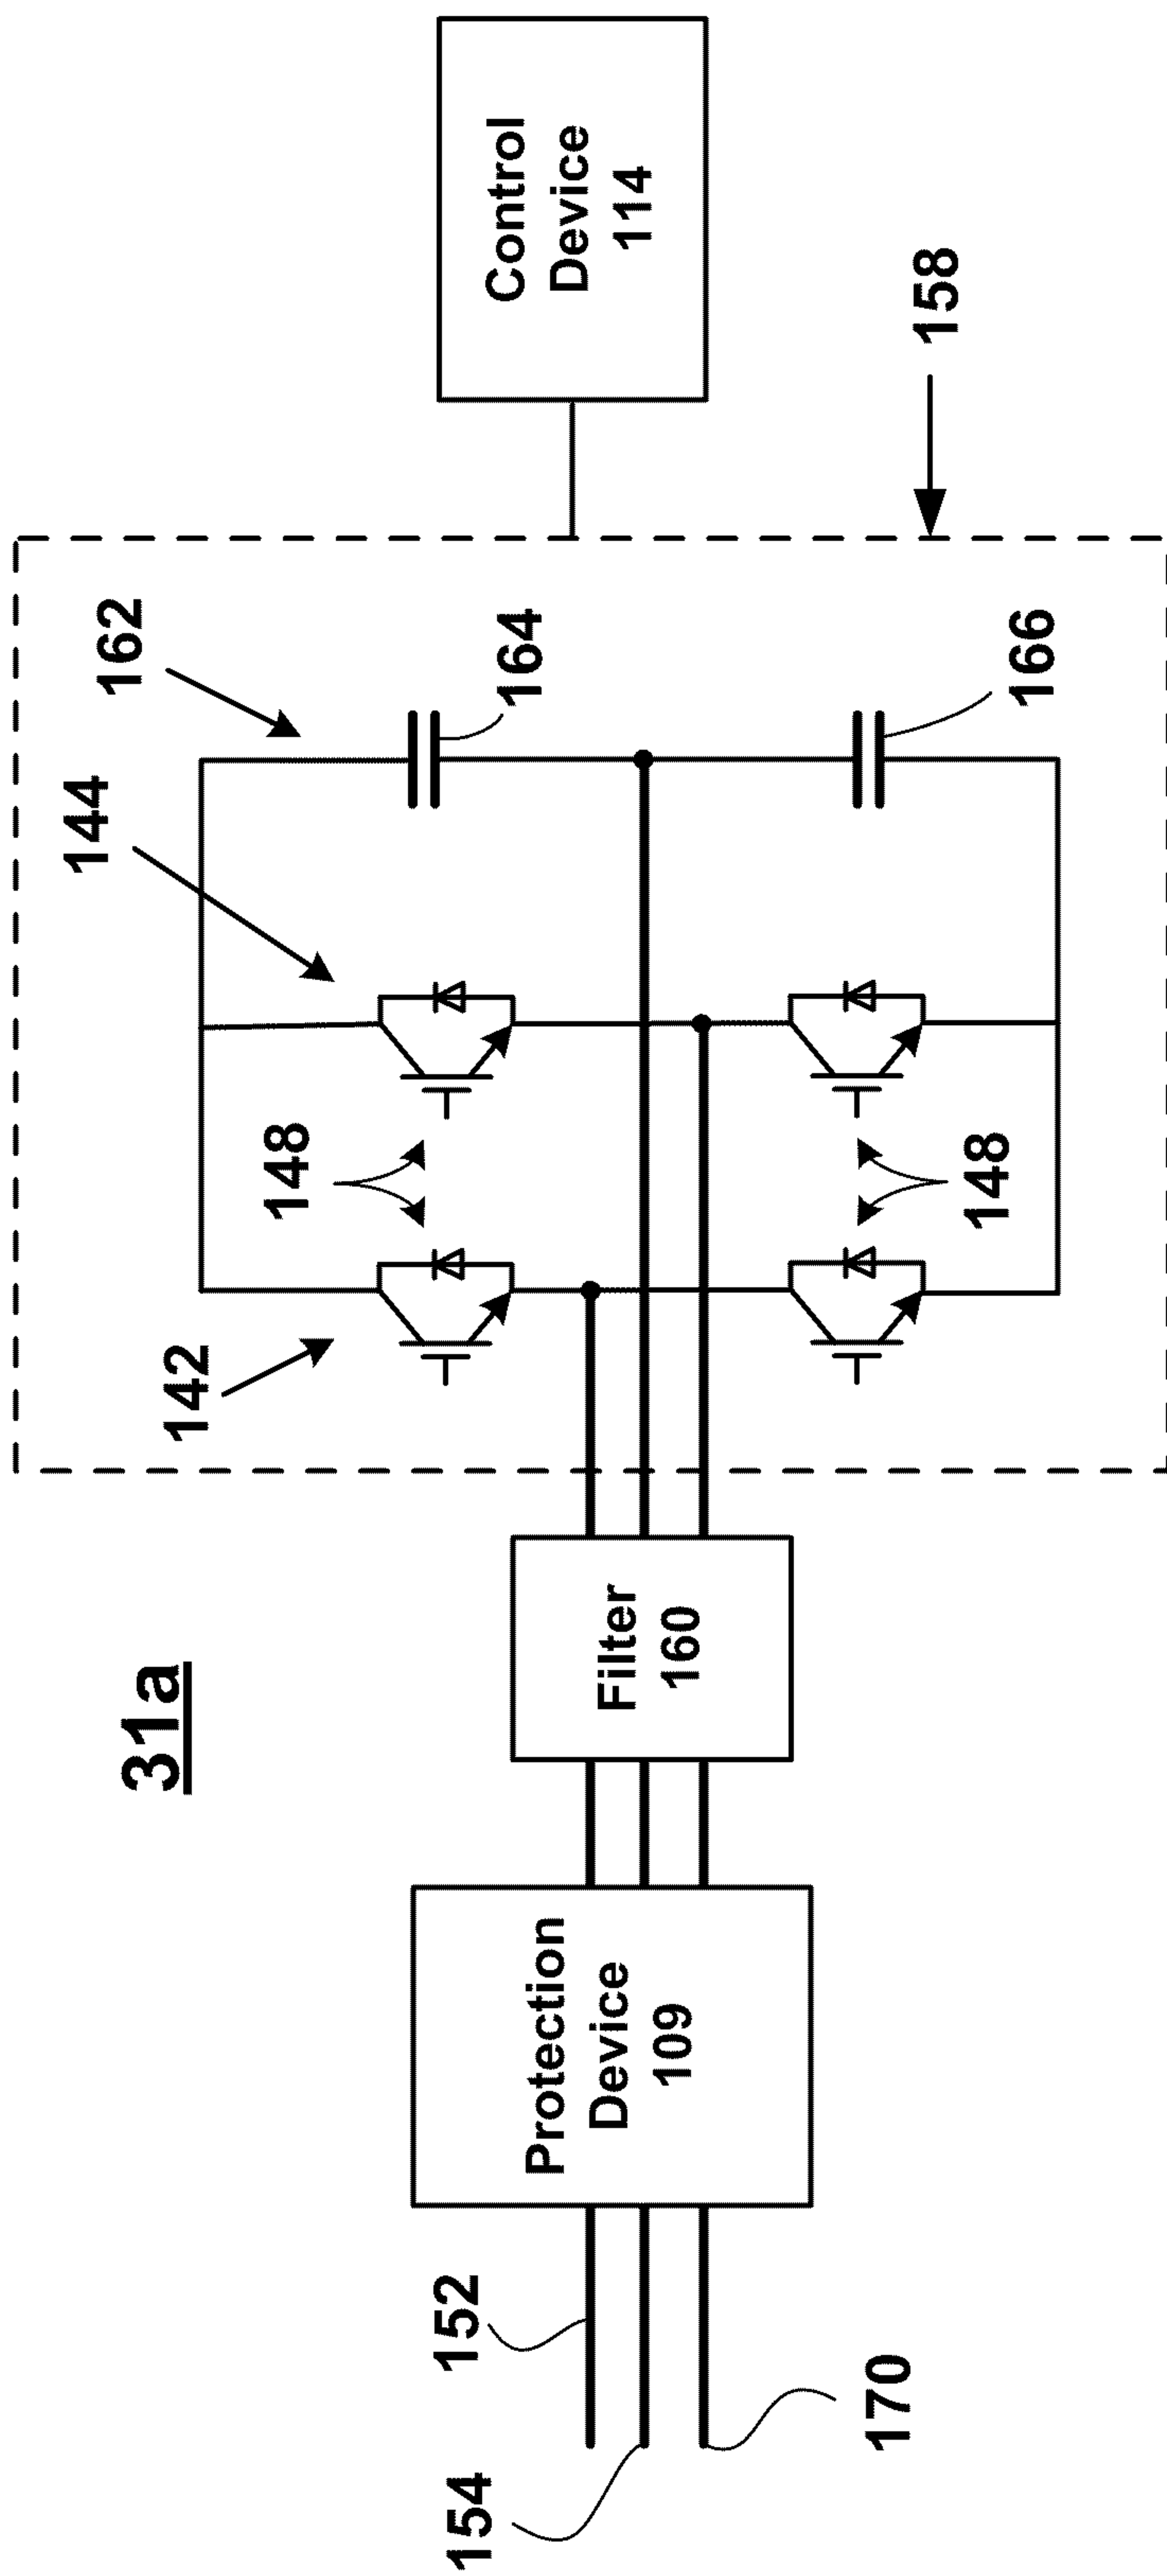 31a
154
152
170
Protection
Device
109
Filter
160
142
148
148
144
162
164
166
158
Control
Device
114